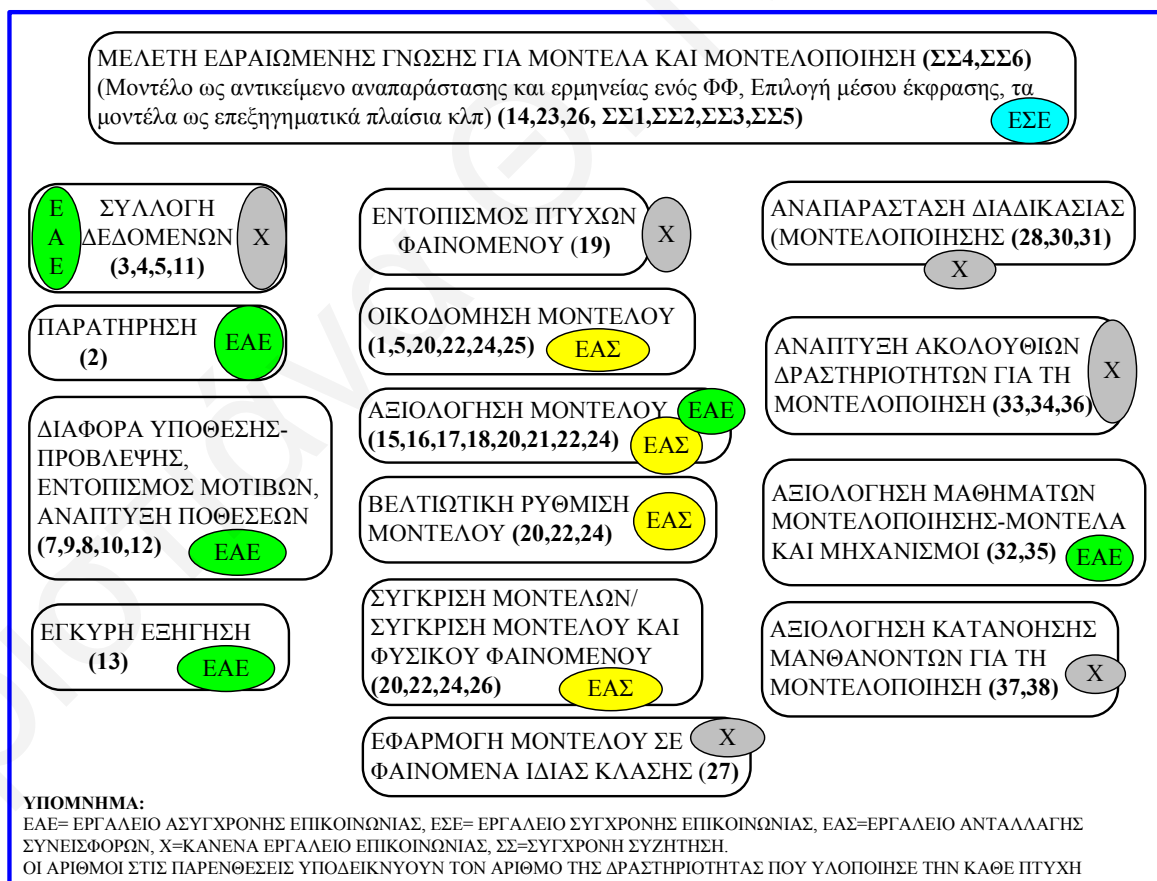 ΜΕΛΕΤΗ ΕΔΡΑΙΩΜΕΝΗΣ ΓΝΩΣΗΣ ΓΙΑ ΜΟΝΤΕΛΑ ΚΑΙ ΜΟΝΤΕΛΟΠΟΙΗΣΗ (ΣΣ4,ΣΣ6)
(Μοντέλο ως αντικείμενο αναπαράστασης και ερμηνείας ενός ΦΦ, Επιλογή μέσου έκφρασης, τα
μοντέλα ως επεξηγηματικά πλαίσια κλπ) (14,23,26, ΣΣ1,ΣΣ2,ΣΣ3,ΣΣ5)
ΕΣΕ
Ε
Α
Ε
ΣΥΛΛΟΓΗ
ΔΕΔΟΜΕΝΩΝ
(3,4,5,11)
Χ
ΠΑΡΑΤΗΡΗΣΗ
(2)
ΕΑΕ
ΔΙΑΦΟΡΑ ΥΠΟΘΕΣΗΣ-
ΠΡΟΒΛΕΨΗΣ,
ΕΝΤΟΠΙΣΜΟΣ ΜΟΤΙΒΩΝ,
ΑΝΑΠΤΥΞΗ ΠΟΘΕΣΕΩΝ
(7,9,8,10,12)
ΕΑΕ
ΕΓΚΥΡΗ ΕΞΗΓΗΣΗ
(13)
ΕΑΕ
ΕΝΤΟΠΙΣΜΟΣ ΠΤΥΧΩΝ
ΦΑΙΝΟΜΕΝΟΥ (19)
Χ
ΟΙΚΟΔΟΜΗΣΗ ΜΟΝΤΕΛΟΥ
(1,5,20,22,24,25)
ΕΑΣ
ΑΞΙΟΛΟΓΗΣΗ ΜΟΝΤΕΛΟΥ
(15,16,17,18,20,21,22,24)
ΕΑΕ
ΕΑΣ
ΒΕΛΤΙΩΤΙΚΗ ΡΥΘΜΙΣΗ
ΜΟΝΤΕΛΟΥ (20,22,24)
ΕΑΣ
ΣΥΓΚΡΙΣΗ ΜΟΝΤΕΛΩΝ/
ΣΥΓΚΡΙΣΗ ΜΟΝΤΕΛΟΥ ΚΑΙ
ΦΥΣΙΚΟΥ ΦΑΙΝΟΜΕΝΟΥ
(20,22,24,26)
ΕΑΣ
ΕΦΑΡΜΟΓΗ ΜΟΝΤΕΛΟΥ ΣΕ
ΦΑΙΝΟΜΕΝΑ ΙΔΙΑΣ ΚΛΑΣΗΣ (27)
Χ
ΑΝΑΠΑΡΑΣΤΑΣΗ ΔΙΑΔΙΚΑΣΙΑΣ
(ΜΟΝΤΕΛΟΠΟΙΗΣΗΣ (28,30,31)
Χ
ΑΝΑΠΤΥΞΗ ΑΚΟΛΟΥΘΙΩΝ
ΔΡΑΣΤΗΡΙΟΤΗΤΩΝ ΓΙΑ ΤΗ
ΜΟΝΤΕΛΟΠΟΙΗΣΗ (33,34,36)
Χ
ΑΞΙΟΛΟΓΗΣΗ ΜΑΘΗΜΑΤΩΝ
ΜΟΝΤΕΛΟΠΟΙΗΣΗΣ-ΜΟΝΤΕΛΑ
ΚΑΙ ΜΗΧΑΝΙΣΜΟΙ (32,35)
ΕΑΕ
ΑΞΙΟΛΟΓΗΣΗ ΚΑΤΑΝΟΗΣΗΣ
ΜΑΝΘΑΝΟΝΤΩΝ ΓΙΑ ΤΗ
ΜΟΝΤΕΛΟΠΟΙΗΣΗ (37,38)
Χ
ΥΠΟΜΝΗΜΑ:
ΕΑΕ= ΕΡΓΑΛΕΙΟ ΑΣΥΓΧΡΟΝΗΣ ΕΠΙΚΟΙΝΩΝΙΑΣ, ΕΣΕ= ΕΡΓΑΛΕΙΟ ΣΥΓΧΡΟΝΗΣ ΕΠΙΚΟΙΝΩΝΙΑΣ, ΕΑΣ=ΕΡΓΑΛΕΙΟ ΑΝΤΑΛΛΑΓΗΣ
ΣΥΝΕΙΣΦΟΡΩΝ, Χ=ΚΑΝΕΝΑ ΕΡΓΑΛΕΙΟ ΕΠΙΚΟΙΝΩΝΙΑΣ, ΣΣ=ΣΥΓΧΡΟΝΗ ΣΥΖΗΤΗΣΗ.
ΟΙ ΑΡΙΘΜΟΙ ΣΤΙΣ ΠΑΡΕΝΘΕΣΕΙΣ ΥΠΟΔΕΙΚΝΥΟΥΝ ΤΟΝ ΑΡΙΘΜΟ ΤΗΣ ΔΡΑΣΤΗΡΙΟΤΗΤΑΣ ΠΟΥ ΥΛΟΠΟΙΗΣΕ ΤΗΝ ΚΑΘΕ ΠΤΥΧΗ